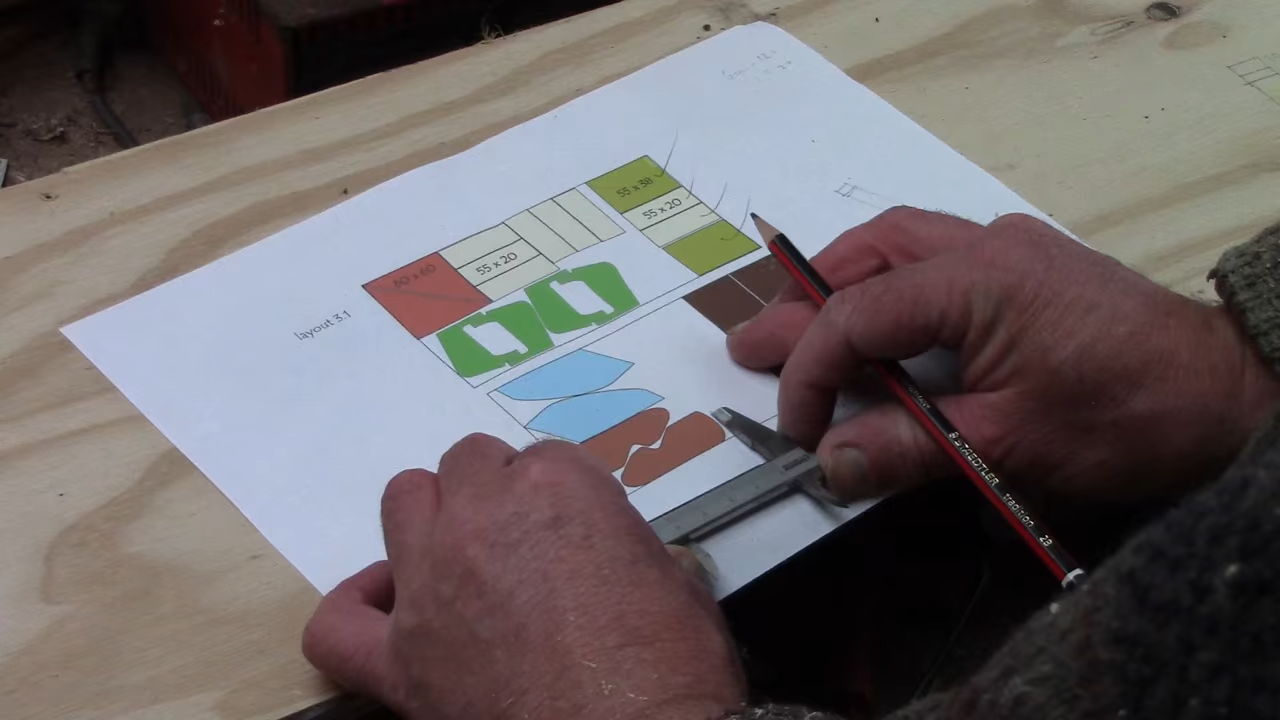 55 x 38
55 x 20
60 x 60
55 x 20
layout 3.1
STAEDTLER tradition 2B